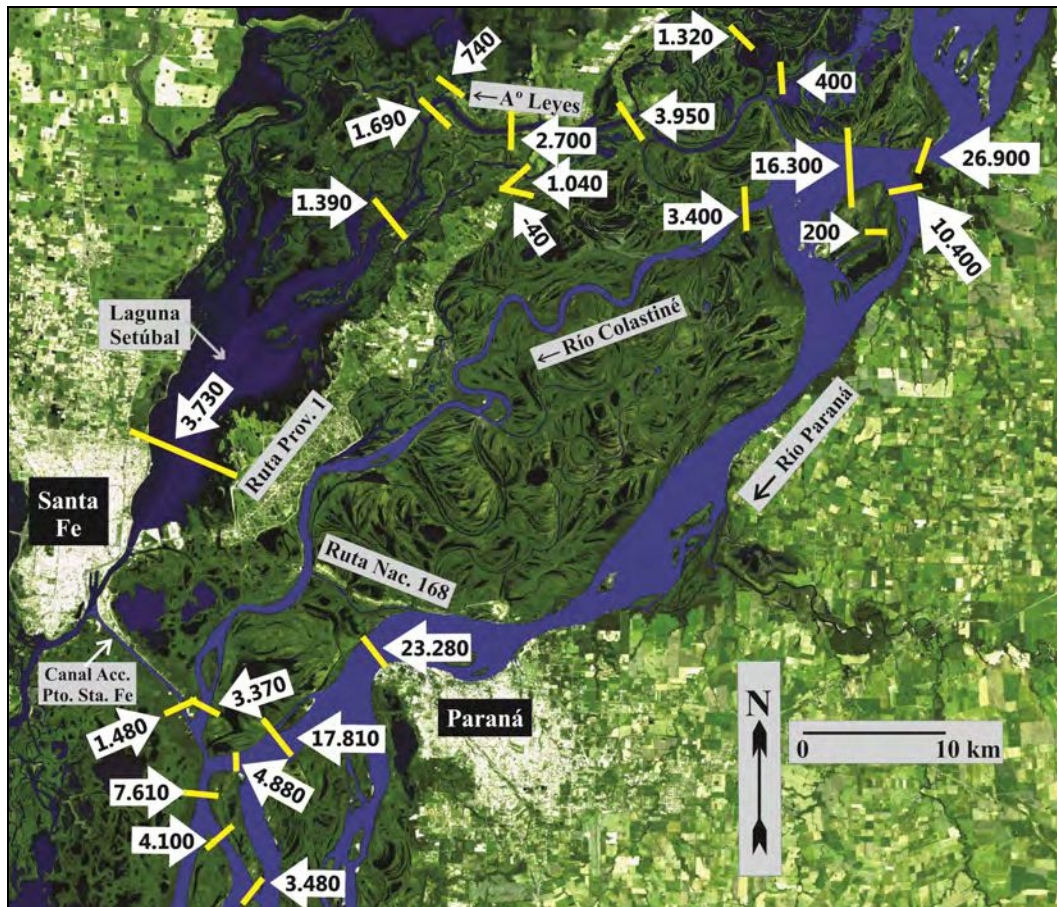 1.320
740
400
← Aº Leyes
1.690
3.950
2.700
16.300
26.900
1.040
1.390
3.400
-40
200
10.400
Laguna
Setúbal
← Río Colastiné
3.730
Ruta Prov. 1
← Río Paraná
Santa
Fe
Ruta Nac. 168
23.280
Canal Acc.
Pto. Sta. Fe
3.370
Paraná
N
1.480
17.810
0 10 km
4.880
7.610
4.100
3.480